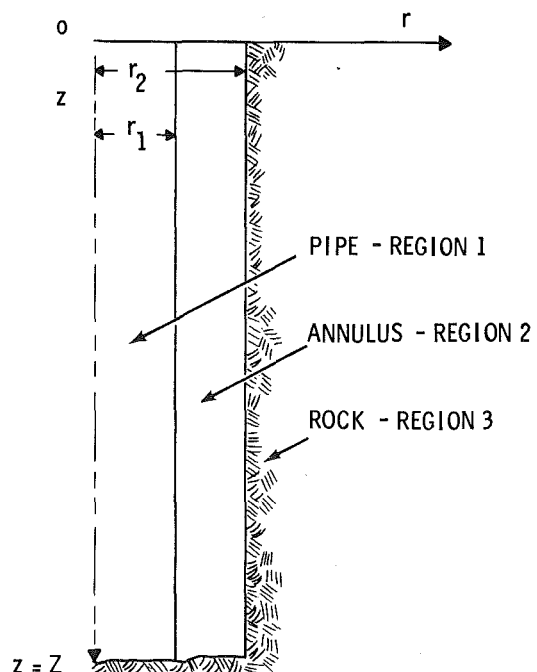 o
r
r2
z
r1
PIPE - REGION 1
ANNULUS - REGION 2
ROCK - REGION 3
z = Z